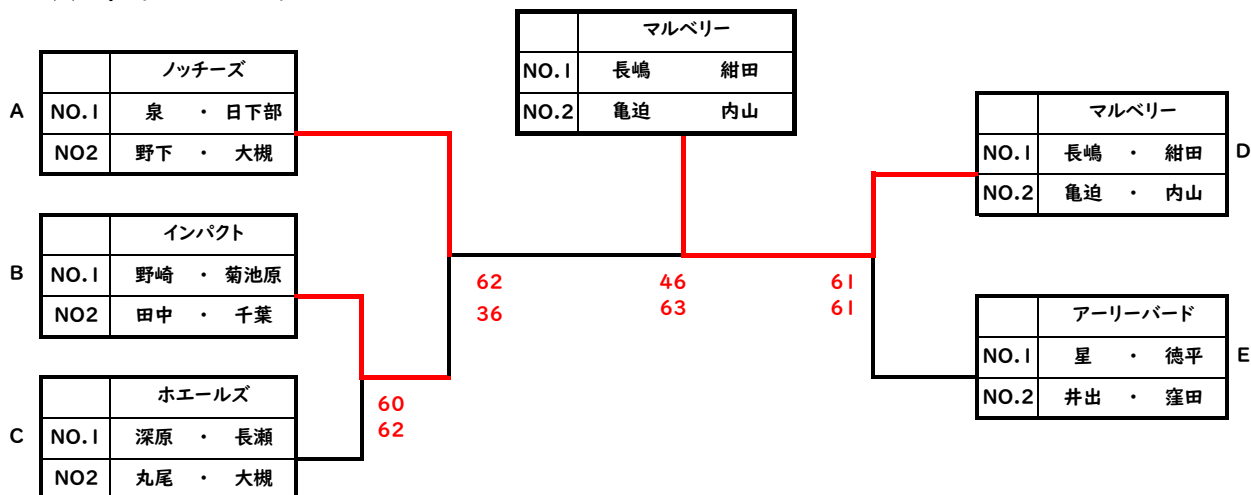 マルベリー
NO.1 長嶋 紺田
NO.2 亀迫 内山
A
ノッチーズ
NO.1 泉 ・ 日下部
NO2 野下 ・ 大槻
B
インパクト
NO.1 野崎 ・ 菊池原
NO2 田中 ・ 千葉
C
ホエールズ
NO.1 深原 ・ 長瀬
NO2 丸尾 ・ 大槻
60
62
62
36
46
63
61
61
マルベリー
NO.1 長嶋 ・ 紺田
NO.2 亀迫 ・ 内山
D
アーリーバード
NO.1 星 ・ 徳平
NO.2 井出 ・ 窪田
E